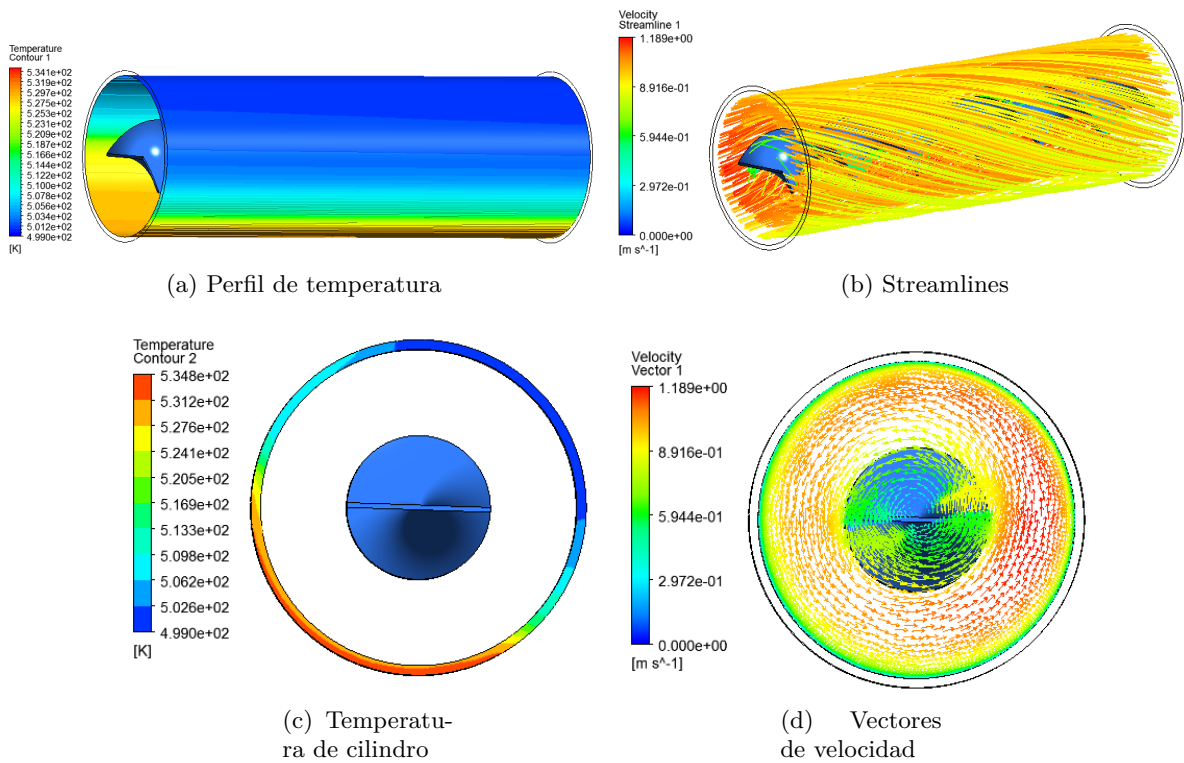 Temperature
Contour 1
5.341e+02
5.319e+02
5.297e+02
5.275e+02
5.253e+02
5.231e+02
5.209e+02
5.187e+02
5.166e+02
5.144e+02
5.122e+02
5.100e+02
5.078e+02
5.056e+02
5.034e+02
5.012e+02
4.990e+02
[K]
(a) Perfil de temperatura
Velocity
Streamline 1
1.189e+00
8.916e-01
5.944e-01
2.972e-01
0.000e+00
[m s^-1]
(b) Streamlines
Temperature
Contour 2
5.348e+02
5.312e+02
5.276e+02
5.241e+02
5.205e+02
5.169e+02
5.133e+02
5.098e+02
5.062e+02
5.026e+02
4.990e+02
[K]
(c) Temperatu-
ra de cilindro
Velocity
Vector 1
1.189e+00
8.916e-01
5.944e-01
2.972e-01
0.000e+00
[m s^-1]
(d) Vectores
de velocidad